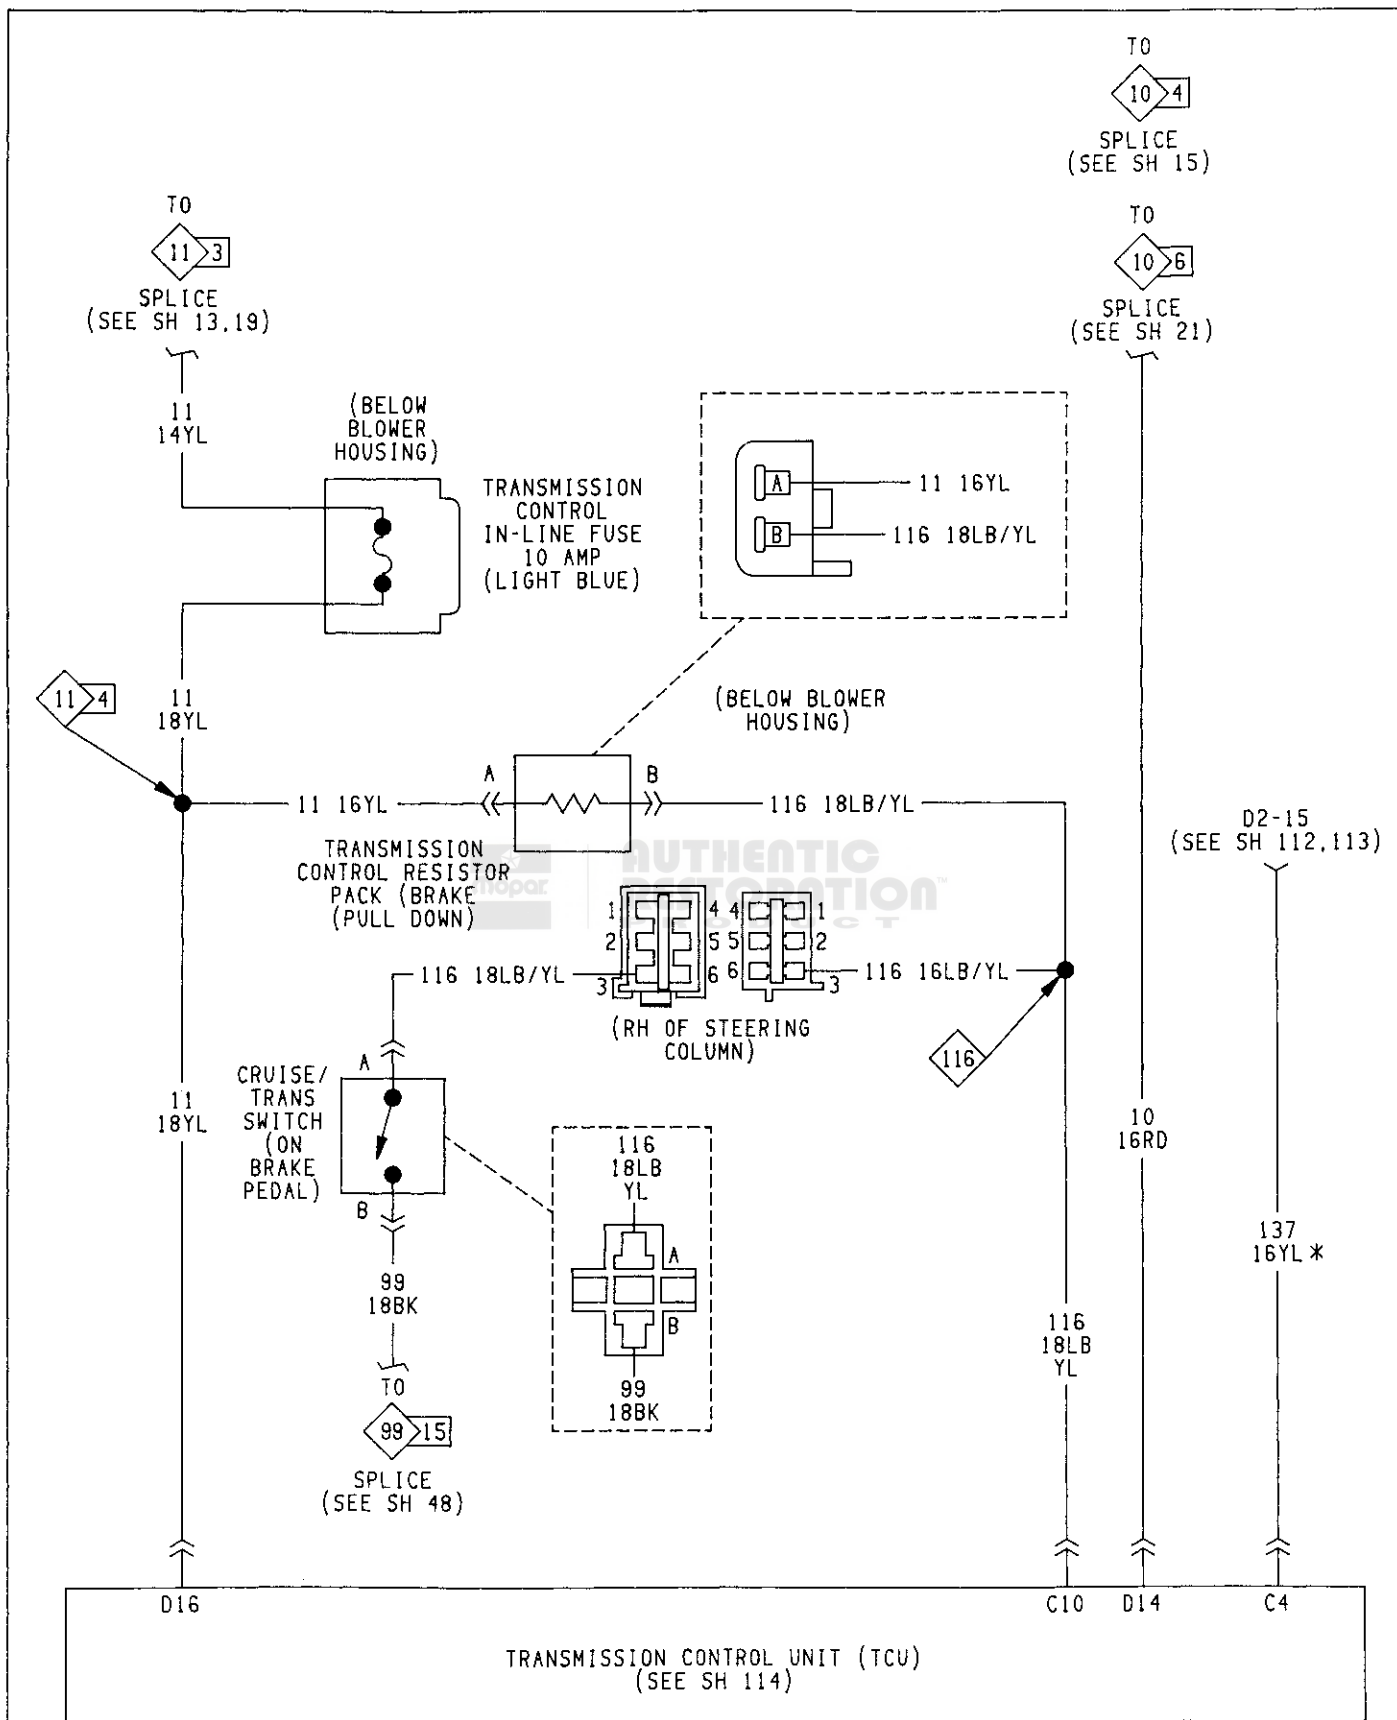 TO
10 4
SPLICE
(SEE SH 15)
TO
11 3
SPLICE
(SEE SH 13,19)
TO
10 6
SPLICE
(SEE SH 21)
11
14YL
(BELOW
BLOWER
HOUSING)
TRANSMISSION
CONTROL
IN-LINE FUSE
10 AMP
(LIGHT BLUE)
A
11 16YL
B
116 18LB/YL
11 4
11
18YL
(BELOW BLOWER
HOUSING)
A
B
11 16YL
116 18LB/YL
TRANSMISSION
CONTROL RESISTOR
PACK (BRAKE
(PULL DOWN)
mopar
AUTHENTIC
RESTORATION™
PRODUCT
D2-15
(SEE SH 112,113)
1 4 4 1
2 5 5 2
3 6 6 3
116 18LB/YL
116 16LB/YL
(RH OF STEERING
COLUMN)
116
A
CRUISE/
TRANS
SWITCH
(ON
BRAKE
PEDAL)
B
11
18YL
10
16RD
116
18LB
YL
A
B
99
18BK
137
16YL*
99
18BK
116
18LB
YL
TO
99 15
SPLICE
(SEE SH 48)
D16
C10
D14
C4
TRANSMISSION CONTROL UNIT (TCU)
(SEE SH 114)